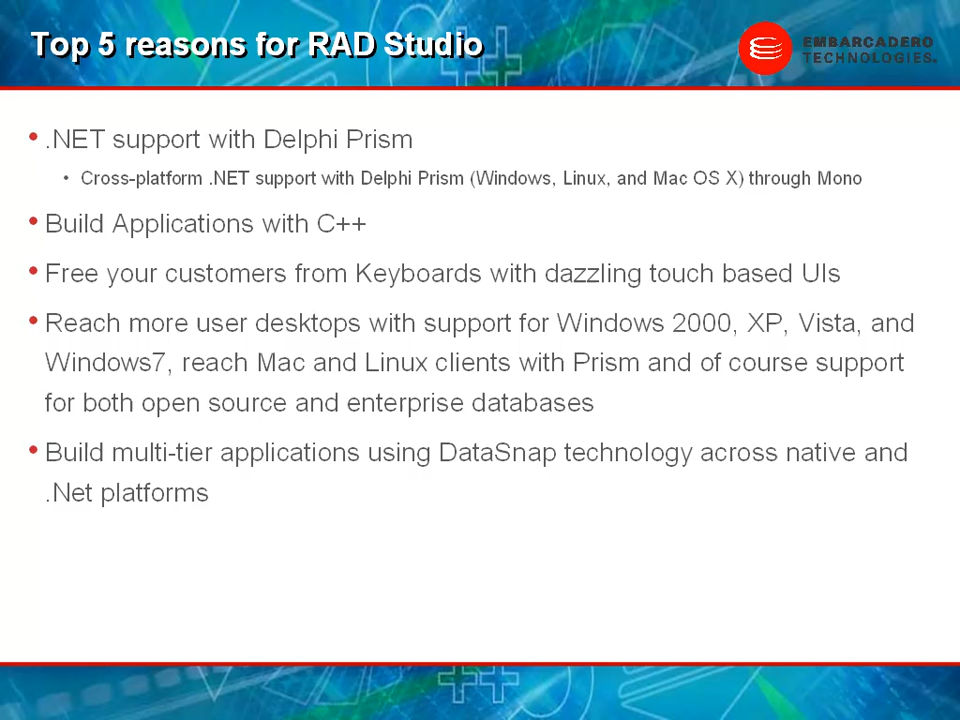 Top 5 reasons for RAD Studio
EMBARCADERO
TECHNOLOGIES®
• .NET support with Delphi Prism
• Cross-platform .NET support with Delphi Prism (Windows, Linux, and Mac OS X) through Mono
• Build Applications with C++
• Free your customers from Keyboards with dazzling touch based UIs
• Reach more user desktops with support for Windows 2000, XP, Vista, and
Windows7, reach Mac and Linux clients with Prism and of course support
for both open source and enterprise databases
• Build multi-tier applications using DataSnap technology across native and
.Net platforms